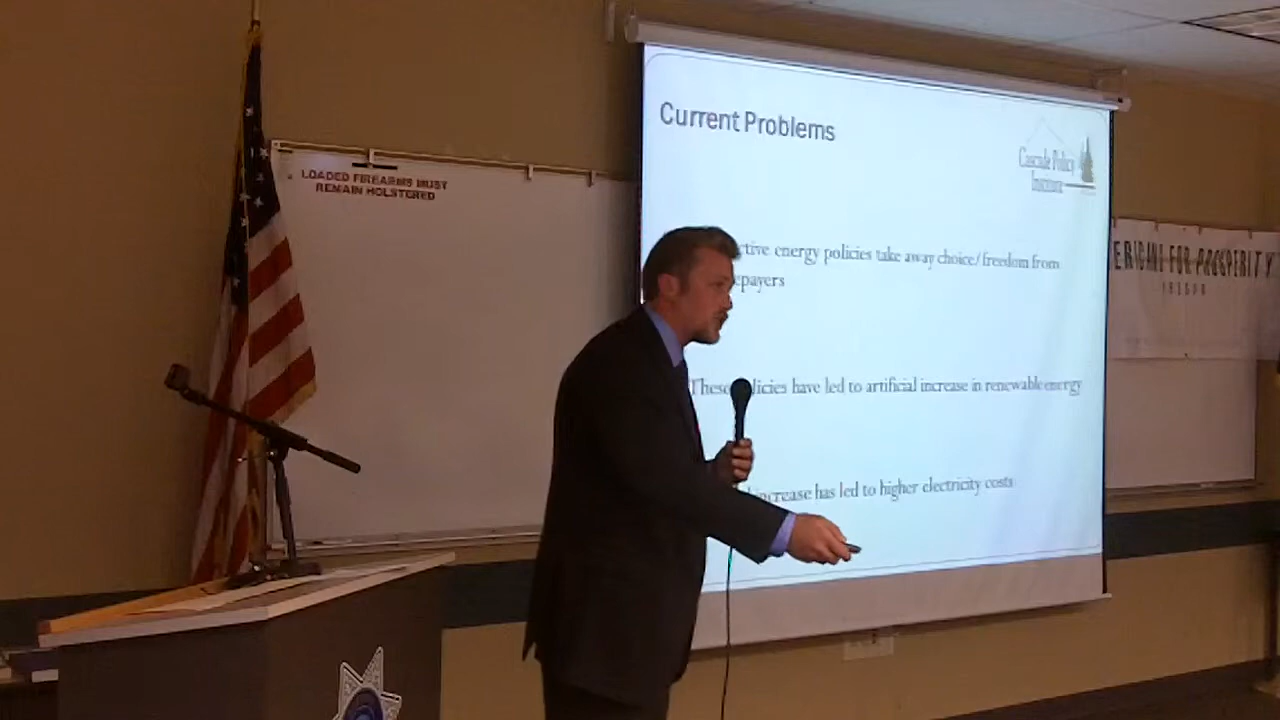 LOADED FIREARMS MUST
REMAIN HOLSTERED
Current Problems
Cascade Policy
Institute
ctive energy policies take away choice/freedom from
epayers
These licies have led to artificial increase in renewable energy
increase has led to higher electricity costs
ERICANS FOR PROSPERITY
OREGON